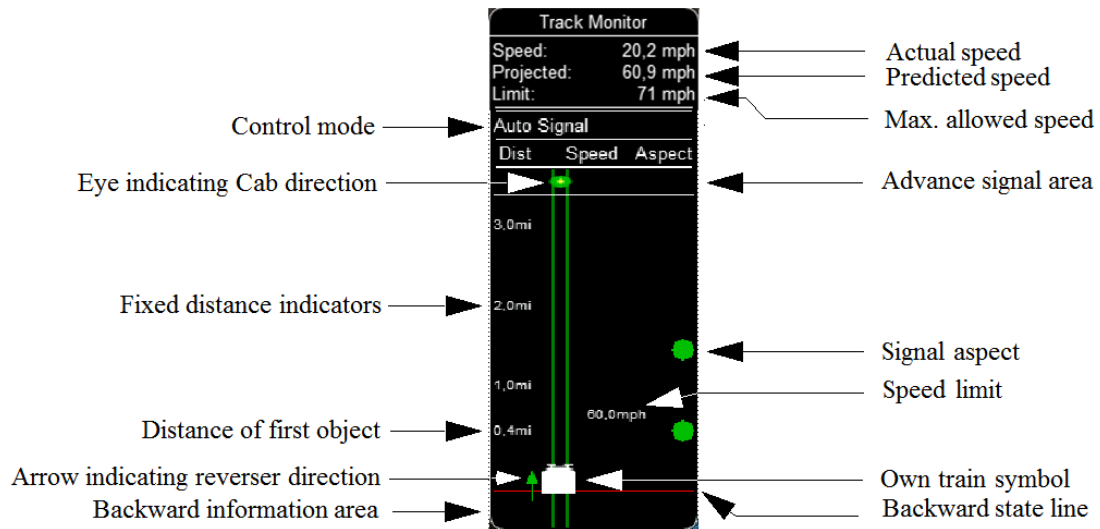 Track Monitor
Speed: 20,2 mph Actual speed
Projected: 60,9 mph Predicted speed
Limit: 71 mph
Max. allowed speed
Control mode Auto Signal
Dist Speed Aspect
Eye indicating Cab direction Advance signal area
3,0mi
Fixed distance indicators 2,0mi
Signal aspect
1,0mi Speed limit
60,0mph
Distance of first object 0,4mi
Arrow indicating reverser direction Own train symbol
Backward information area Backward state line